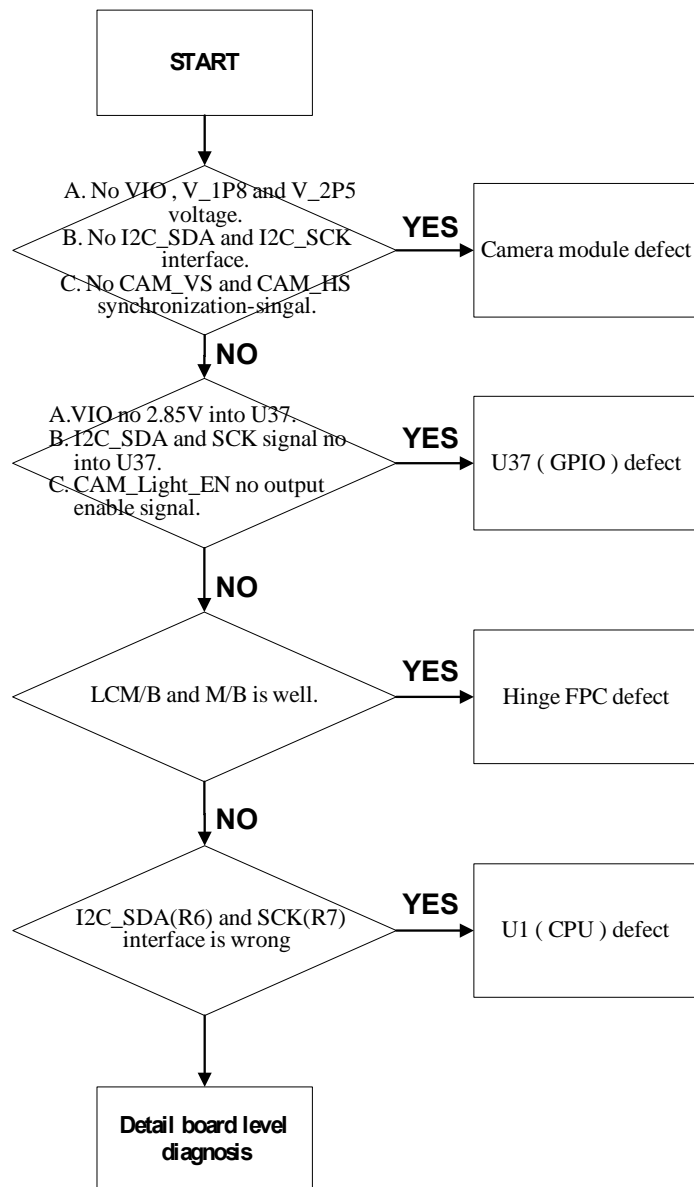 START
A. No VIO , V_1P8 and V_2P5
voltage.
B. No I2C_SDA and I2C_SCK
interface.
C. No CAM_VS and CAM_HS
synchronization-singal.
YES
Camera module defect
NO
A.VIO no 2.85V into U37.
B. I2C_SDA and SCK signal no
into U37.
C. CAM_Light_EN no output
enable signal.
YES
U37 ( GPIO ) defect
NO
LCM/B and M/B is well.
YES
Hinge FPC defect
NO
I2C_SDA(R6) and SCK(R7)
interface is wrong
YES
U1 ( CPU ) defect
Detail board level
diagnosis